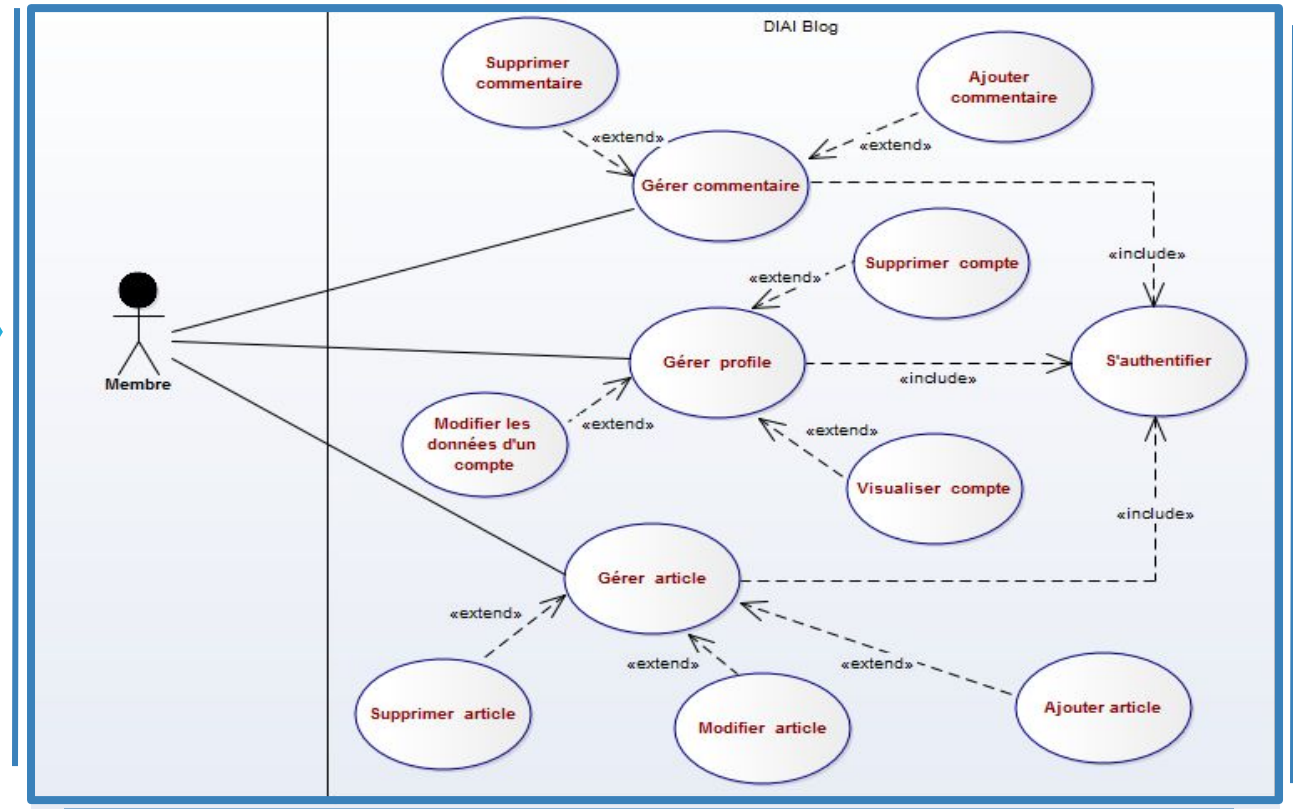 DIAI Blog
Supprimer
commentaire
Ajouter
commentaire
«extend»
«extend»
Gérer commentaire
Supprimer compte
«include»
«extend»
Membre
Gérer profile
S'authentifier
«include»
Modifier les
données d'un
compte
«extend»
«extend»
Visualiser compte
«include»
Gérer article
«extend»
«extend»
«extend»
Supprimer article
Modifier article
Ajouter article